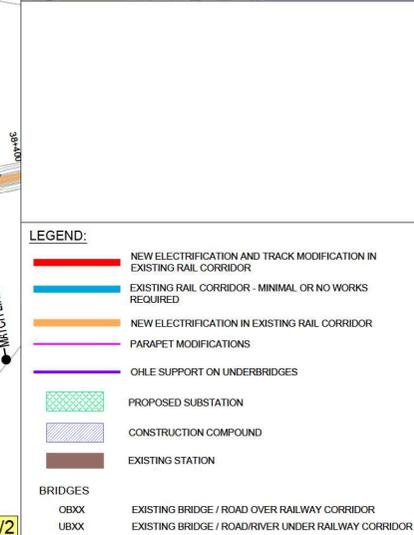 38+400
LEGEND:
NEW ELECTRIFICATION AND TRACK MODIFICATION IN
EXISTING RAIL CORRIDOR
EXISTING RAIL CORRIDOR - MINIMAL OR NO WORKS
REQUIRED
NEW ELECTRIFICATION IN EXISTING RAIL CORRIDOR
PARAPET MODIFICATIONS
OHLE SUPPORT ON UNDERBRIDGES
PROPOSED SUBSTATION
CONSTRUCTION COMPOUND
EXISTING STATION
BRIDGES
OBXX EXISTING BRIDGE / ROAD OVER RAILWAY CORRIDOR
UBXX EXISTING BRIDGE / ROAD/RIVER UNDER RAILWAY CORRIDOR
/2